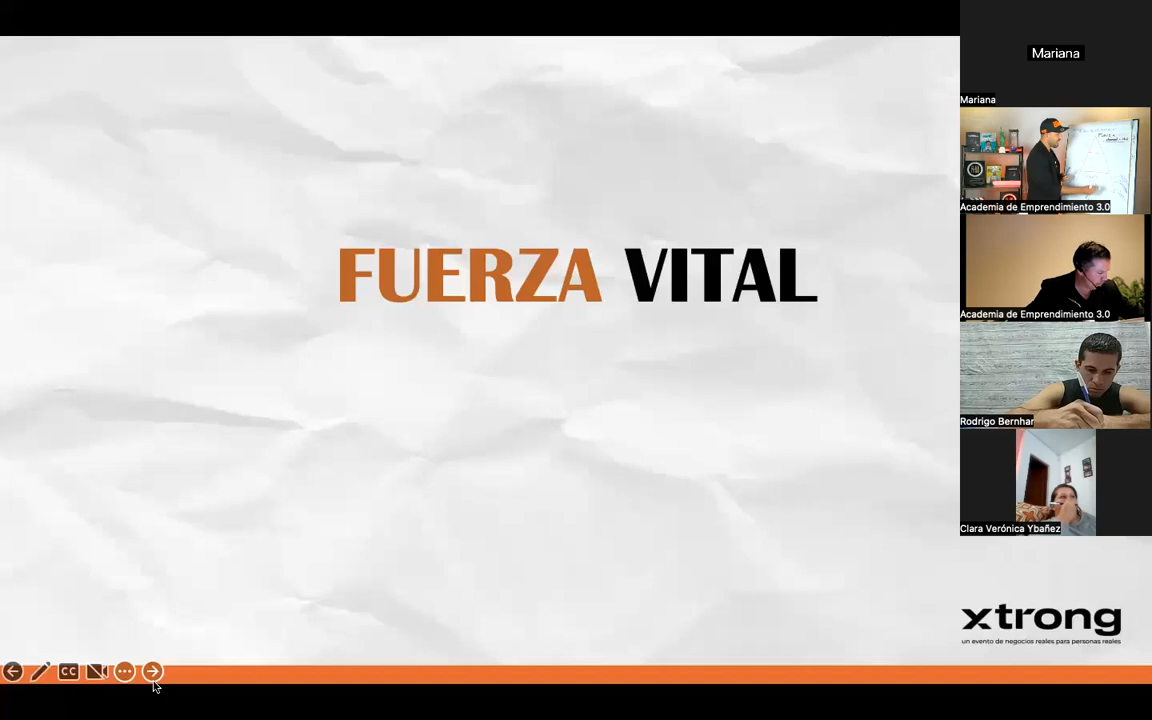 Mariana
Mariana
Academia de Emprendimiento 3.0
Academia de Emprendimiento 3.0
Rodrigo Bernhar
Clara Verónica Ybañez
FUERZA VITAL
xtrong
un evento de negocios reales para personas reales
CC